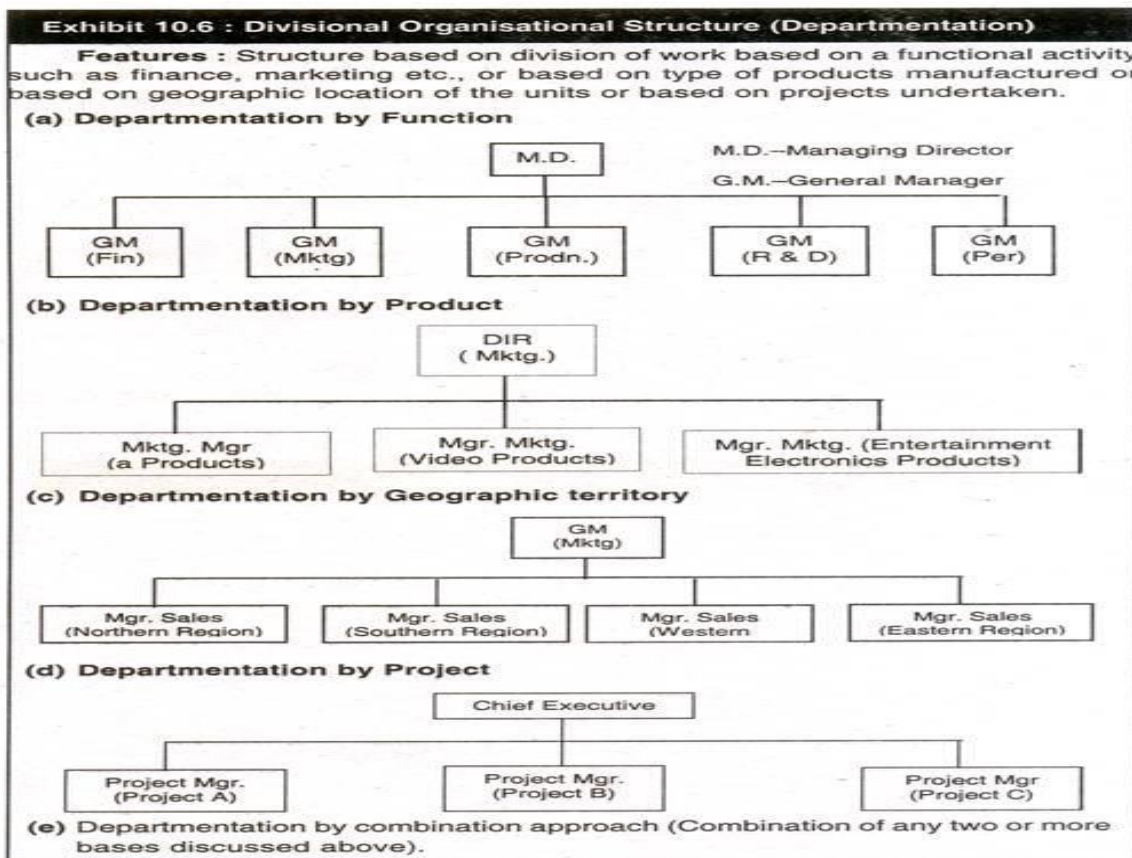 Exhibit 10.6 : Divisional Organisational Structure (Departmentation)
Features : Structure based on division of work based on a functional activity
such as finance, marketing etc., or based on type of products manufactured or
based on geographic location of the units or based on projects undertaken.
(a) Departmentation by Function
M.D.
M.D.–Managing Director
G.M.–General Manager
GM
(Fin)
GM
(Mktg)
GM
(Prodn.)
GM
(R & D)
GM
(Per)
(b) Departmentation by Product
DIR
( Mktg.)
Mktg. Mgr
(a Products)
Mgr. Mktg.
(Video Products)
Mgr. Mktg. (Entertainment
Electronics Products)
(c) Departmentation by Geographic territory
GM
(Mktg)
Mgr. Sales
(Northern Region)
Mgr. Sales
(Southern Region)
Mgr. Sales
(Western
Mgr. Sales
(Eastern Region)
(d) Departmentation by Project
Chief Executive
Project Mgr.
(Project A)
Project Mgr.
(Project B)
Project Mgr
(Project C)
(e) Departmentation by combination approach (Combination of any two or more
bases discussed above).